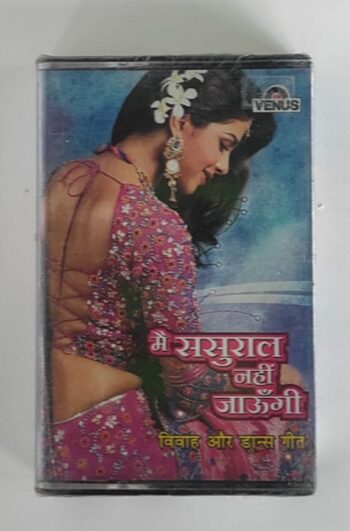 VENUS
मै ससुराल
नहीं
जाऊँगी
विवाह और डान्स गीत